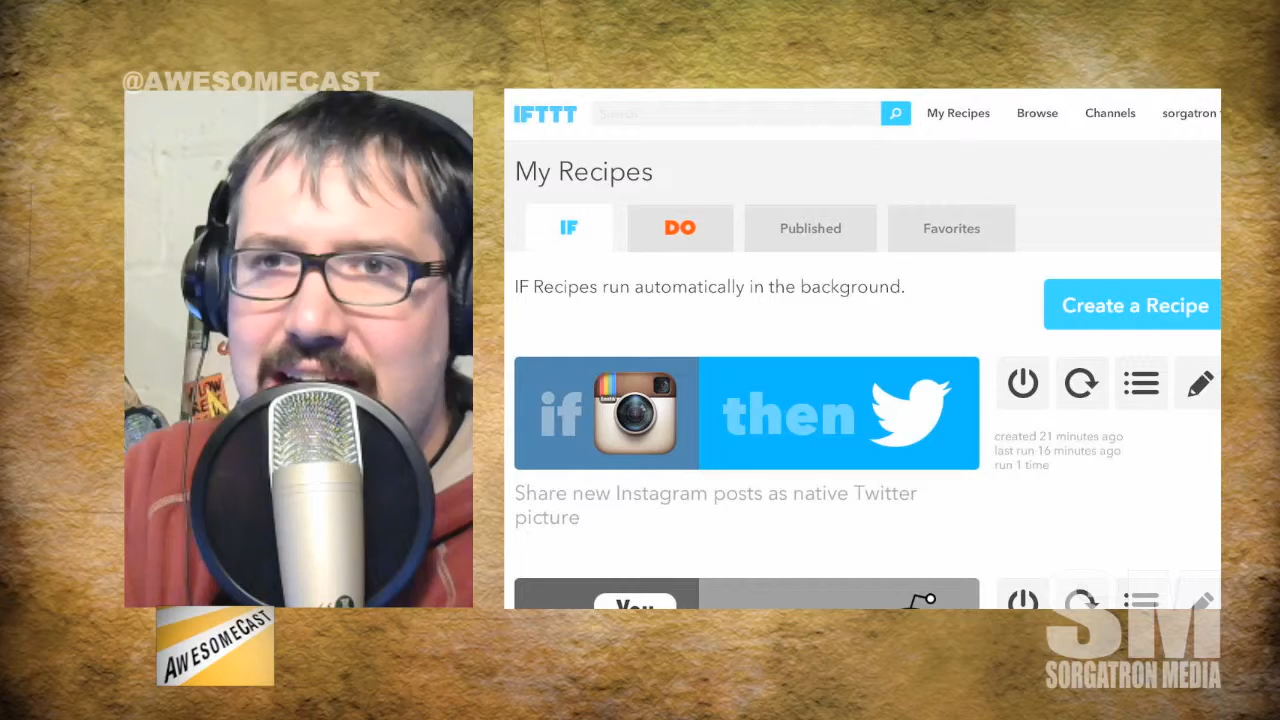 @AWESOMECAST
IFTTT
Search
My Recipes
Browse
Channels
sorgatron
My Recipes
IF
DO
Published
Favorites
IF Recipes run automatically in the background.
Create a Recipe
if
then
created 21 minutes ago
last run 16 minutes ago
run 1 time
Share new Instagram posts as native Twitter
picture
You
AWESOMECAST
SM
SORGATRON MEDIA